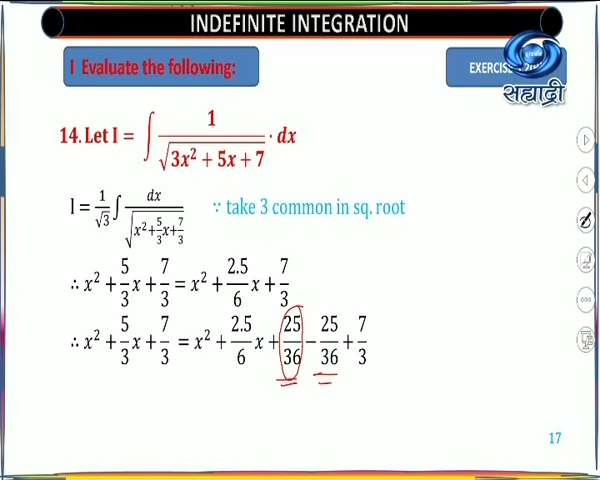 INDEFINITE INTEGRATION
I Evaluate the following:
EXERCISE
सह्याद्री
14. Let I = ∫ 1/√(3x² + 5x + 7) · dx
I = 1/√3 ∫ dx/√(x² + 5/3 x + 7/3) ∵ take 3 common in sq. root
∴ x² + 5/3 x + 7/3 = x² + 2.5/6 x + 7/3
∴ x² + 5/3 x + 7/3 = x² + 2.5/6 x + 25/36 − 25/36 + 7/3
17